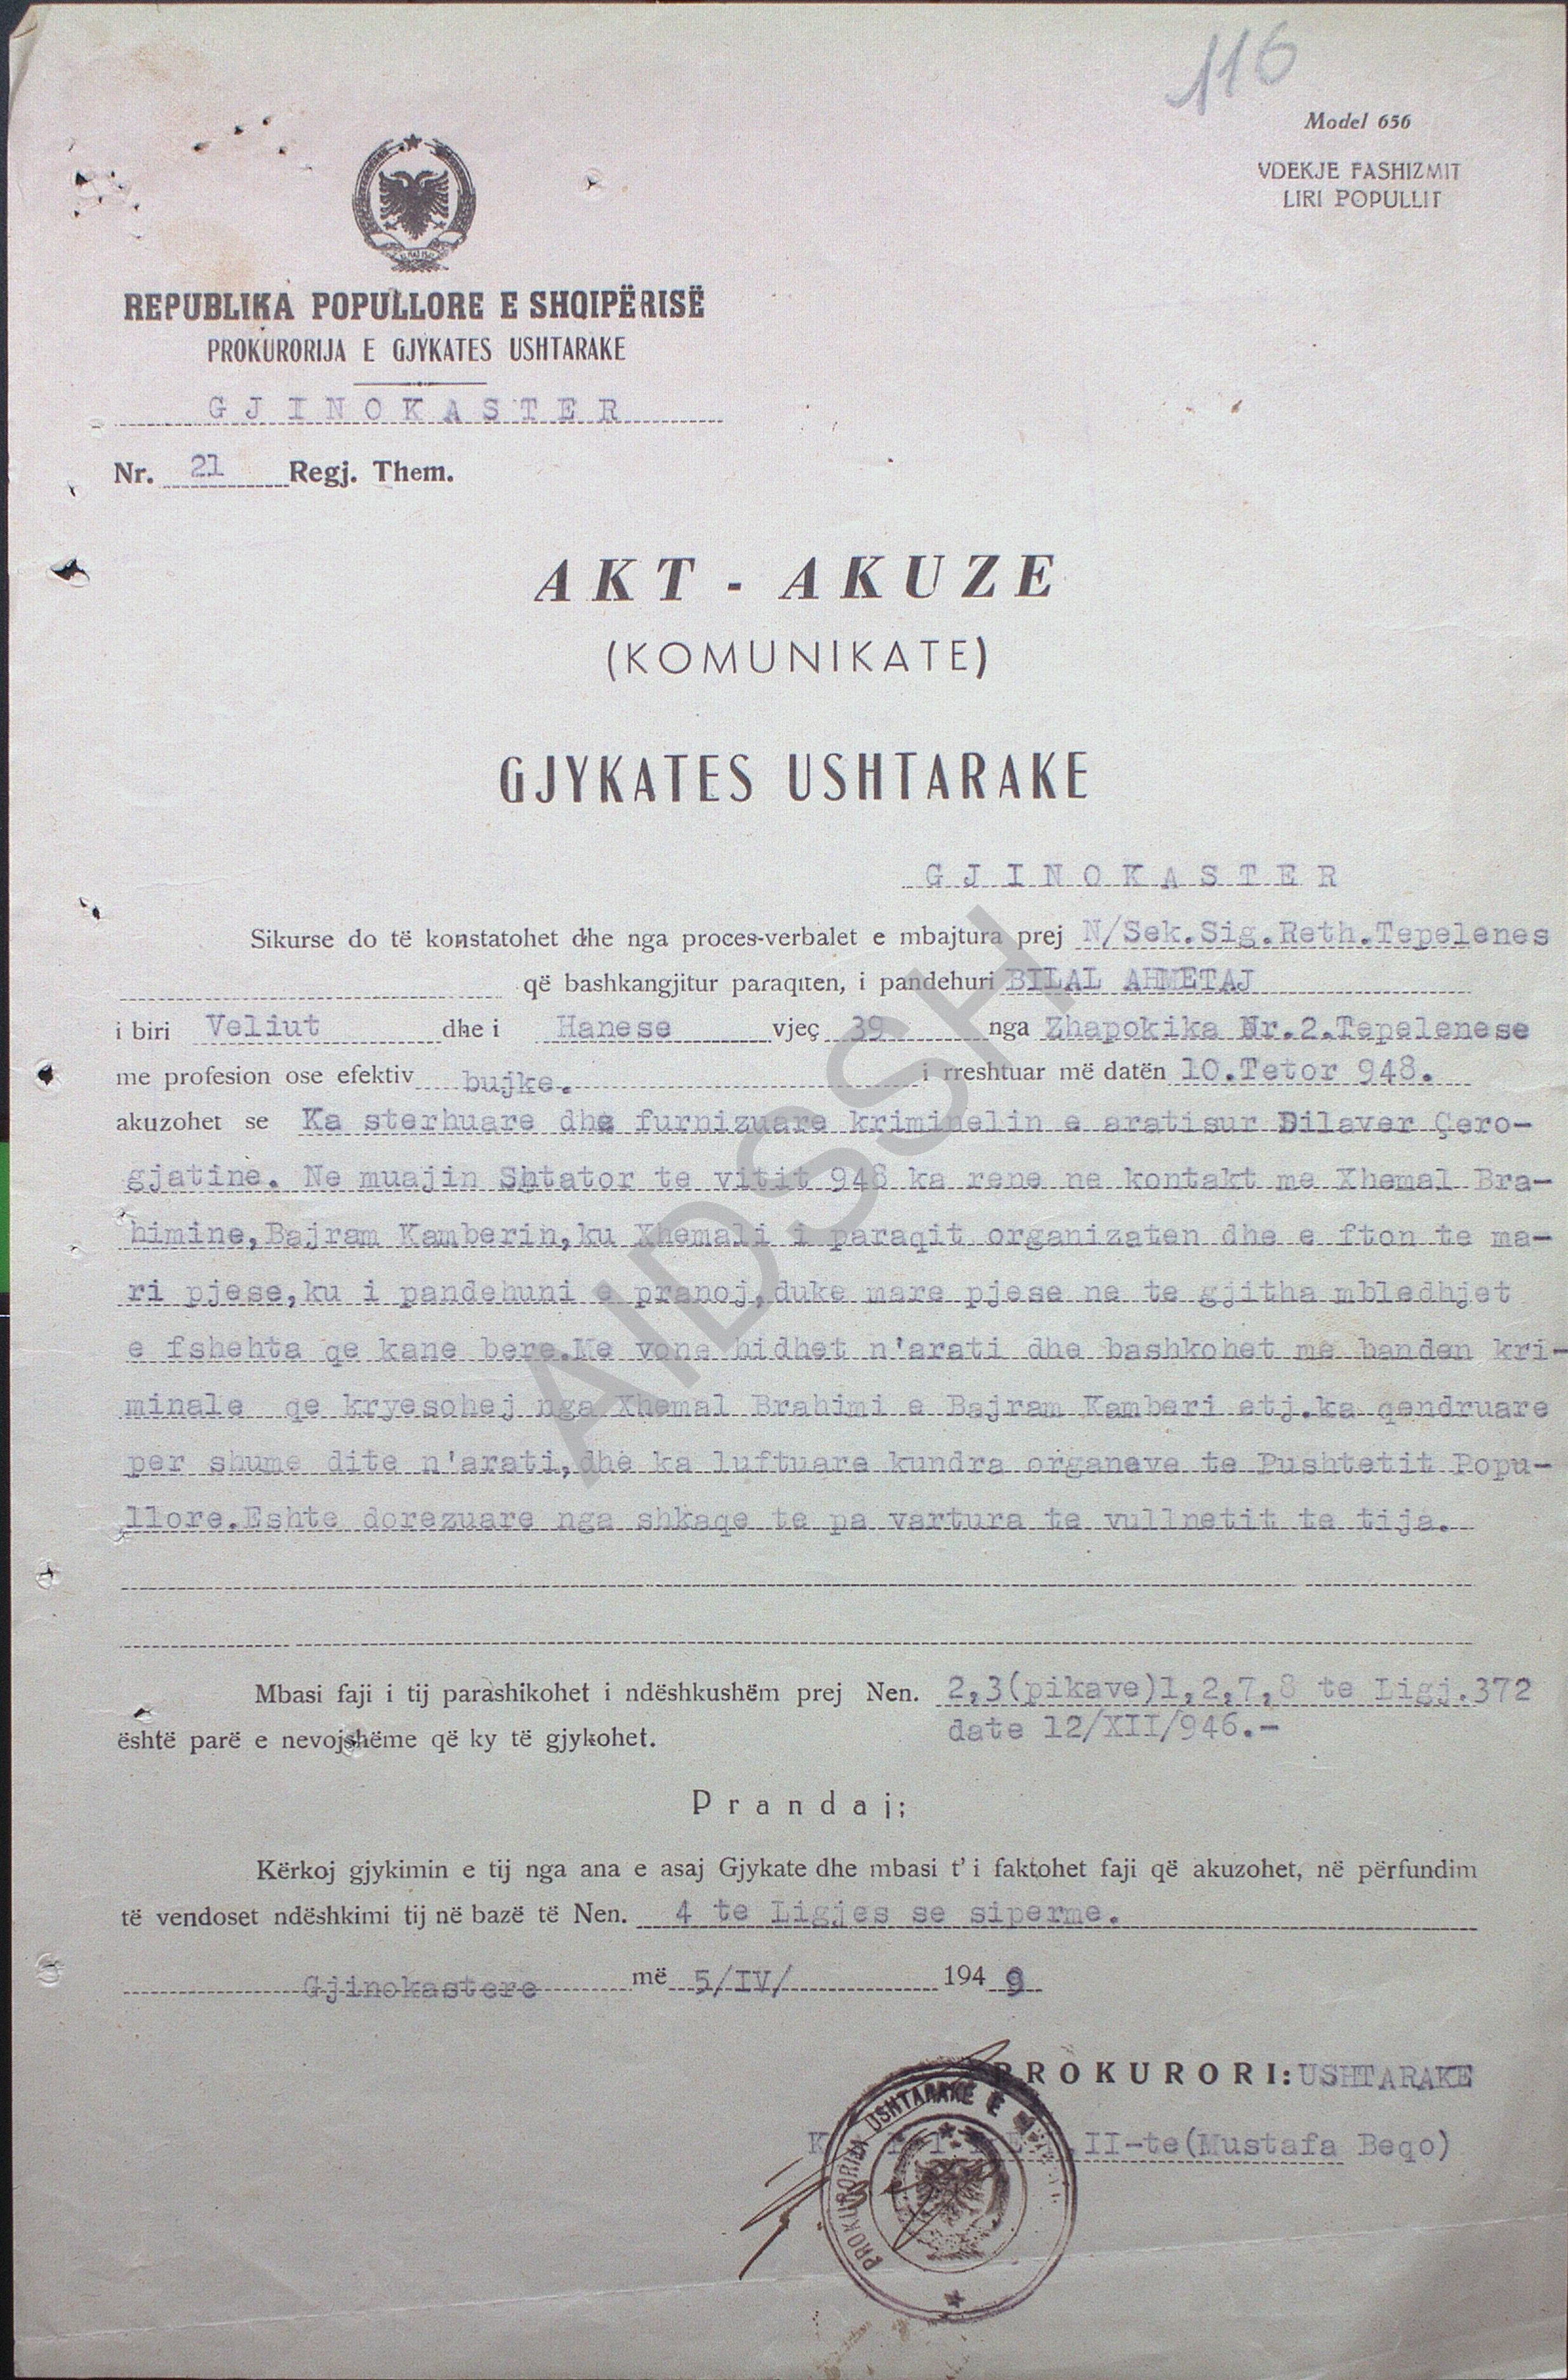 116
Model 656
VDEKJE FASHIZMIT
LIRI POPULLIT
REPUBLIKA POPULLORE E SHQIPËRISË
PROKURORIJA E GJYKATES USHTARAKE
GJINOKASTER
Nr. 21 Regj. Them.
AKT - AKUZE
(KOMUNIKATE)
GJYKATES USHTARAKE
GJINOKASTER
Sikurse do të konstatohet dhe nga proces-verbalet e mbajtura prej N/Sek.Sig.Reth.Tepelenes
që bashkangjitur paraqiten, i pandehuri BILAL AHMETAJ
i biri Veliut dhe i Hanese vjeç 39 nga Zhapokika Nr.2.Tepelenese
me profesion ose efektiv bujke. i rreshtuar më datën 10.Tetor 948.
akuzohet se Ka sterhuare dhe furnizuare kriminelin e aratisur Dilaver Çero-
gjatine. Ne muajin Shtator te vitit 948 ka rene ne kontakt me Xhemal Bra-
himine,Bajram Kamberin,ku Xhemali i paraqit organizaten dhe e fton te ma-
ri pjese,ku i pandehuni e pranoj,duke mare pjese ne te gjitha mbledhjet
e fshehta qe kane bere.Me vone hidhet n'arati dhe bashkohet me banden kri-
minale qe kryesohej nga Xhemal Brahimi e Bajram Kamberi etj.ka qendruare
per shume dite n'arati,dhe ka luftuare kundra organeve te Pushtetit Popu-
llore.Eshte dorezuare nga shkaqe te pa vartura te vullnetit te tija.
Mbasi faji i tij parashikohet i ndëshkushëm prej Nen. 2,3(pikave)1,2,7,8 te Ligj.372
është parë e nevojshëme që ky të gjykohet. date 12/XII/946.-
Prandaj;
Kërkoj gjykimin e tij nga ana e asaj Gjykate dhe mbasi t'i faktohet faji që akuzohet, në përfundim
të vendoset ndëshkimi tij në bazë të Nen. 4 te Ligjes se siperme.
Gjinokastere më 5/IV/ 1949
PROKURORI: USHTARAKE
II-te(Mustafa Beqo)
PROKURORIJA USHTARAKE E
AIDSSH